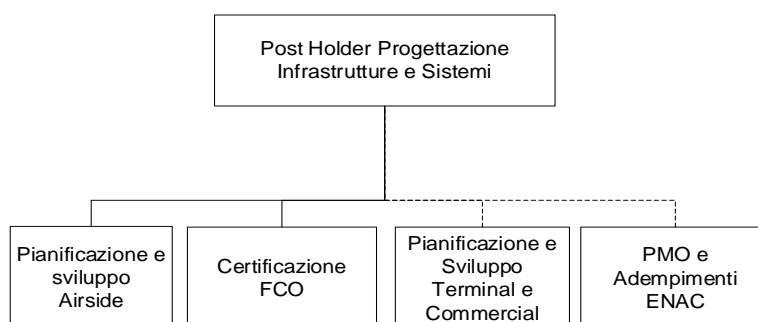 Post Holder Progettazione
Infrastrutture e Sistemi
Pianificazione e
sviluppo
Airside
Certificazione
FCO
Pianificazione e
Sviluppo
Terminal e
Commercial
PMO e
Adempimenti
ENAC